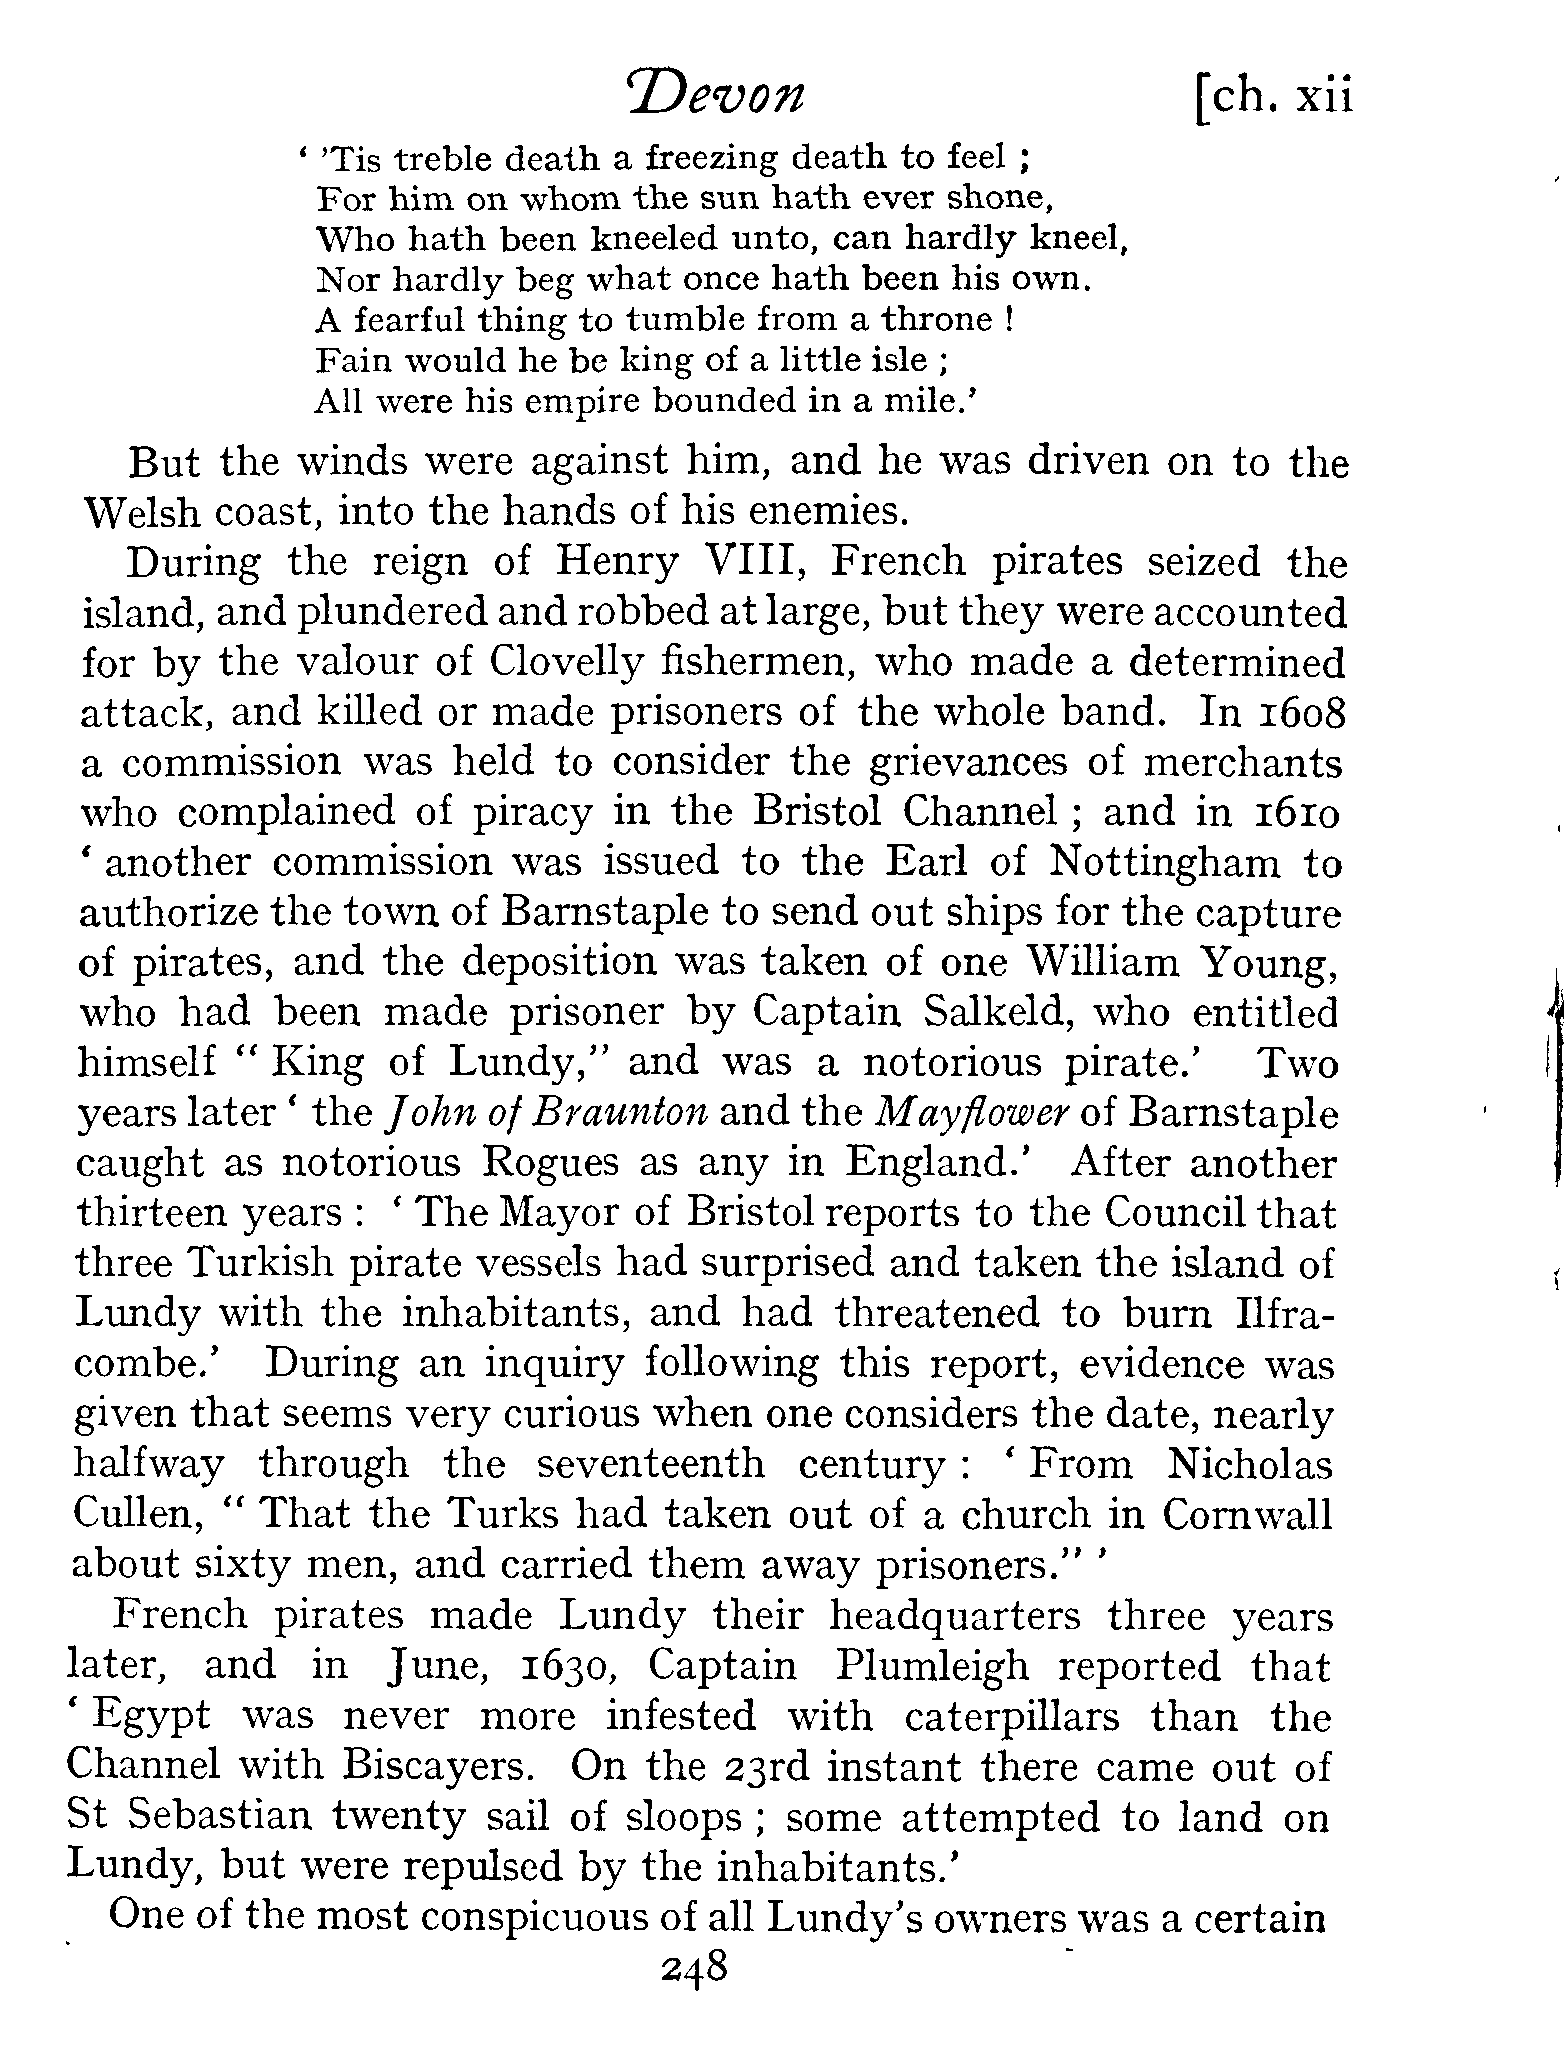 Devon [ch. xii
‘ ’Tis treble death a freezing death to feel ;
For him on whom the sun hath ever shone,
Who hath been kneeled unto, can hardly kneel,
Nor hardly beg what once hath been his own.
A fearful thing to tumble from a throne !
Fain would he be king of a little isle ;
All were his empire bounded in a mile.’
But the winds were against him, and he was driven on to the
Welsh coast, into the hands of his enemies.
During the reign of Henry VIII, French pirates seized the
island, and plundered and robbed at large, but they were accounted
for by the valour of Clovelly fishermen, who made a determined
attack, and killed or made prisoners of the whole band. In 1608
a commission was held to consider the grievances of merchants
who complained of piracy in the Bristol Channel ; and in 1610
‘ another commission was issued to the Earl of Nottingham to
authorize the town of Barnstaple to send out ships for the capture
of pirates, and the deposition was taken of one William Young,
who had been made prisoner by Captain Salkeld, who entitled
himself “ King of Lundy,” and was a notorious pirate.’ Two
years later ‘ the John of Braunton and the Mayflower of Barnstaple
caught as notorious Rogues as any in England.’ After another
thirteen years : ‘ The Mayor of Bristol reports to the Council that
three Turkish pirate vessels had surprised and taken the island of
Lundy with the inhabitants, and had threatened to burn Ilfra-
combe.’ During an inquiry following this report, evidence was
given that seems very curious when one considers the date, nearly
halfway through the seventeenth century : ‘ From Nicholas
Cullen, “ That the Turks had taken out of a church in Cornwall
about sixty men, and carried them away prisoners.” ’
French pirates made Lundy their headquarters three years
later, and in June, 1630, Captain Plumleigh reported that
‘ Egypt was never more infested with caterpillars than the
Channel with Biscayers. On the 23rd instant there came out of
St Sebastian twenty sail of sloops ; some attempted to land on
Lundy, but were repulsed by the inhabitants.’
One of the most conspicuous of all Lundy’s owners was a certain
248